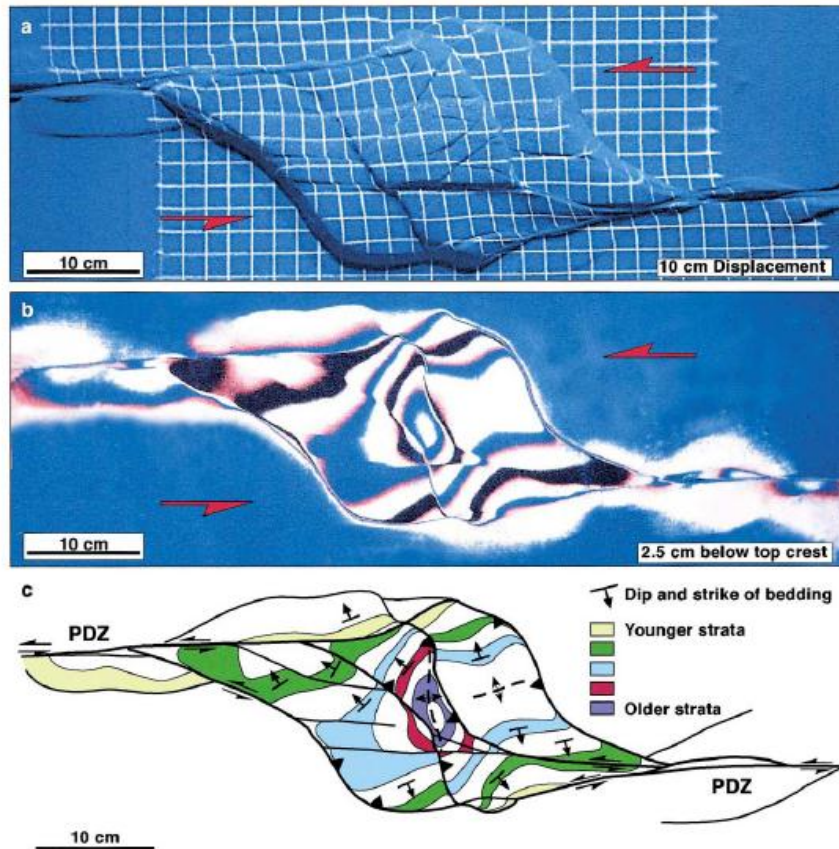 a
10 cm
10 cm Displacement
b
10 cm
2.5 cm below top crest
c
PDZ
Dip and strike of bedding
Younger strata
Older strata
PDZ
10 cm